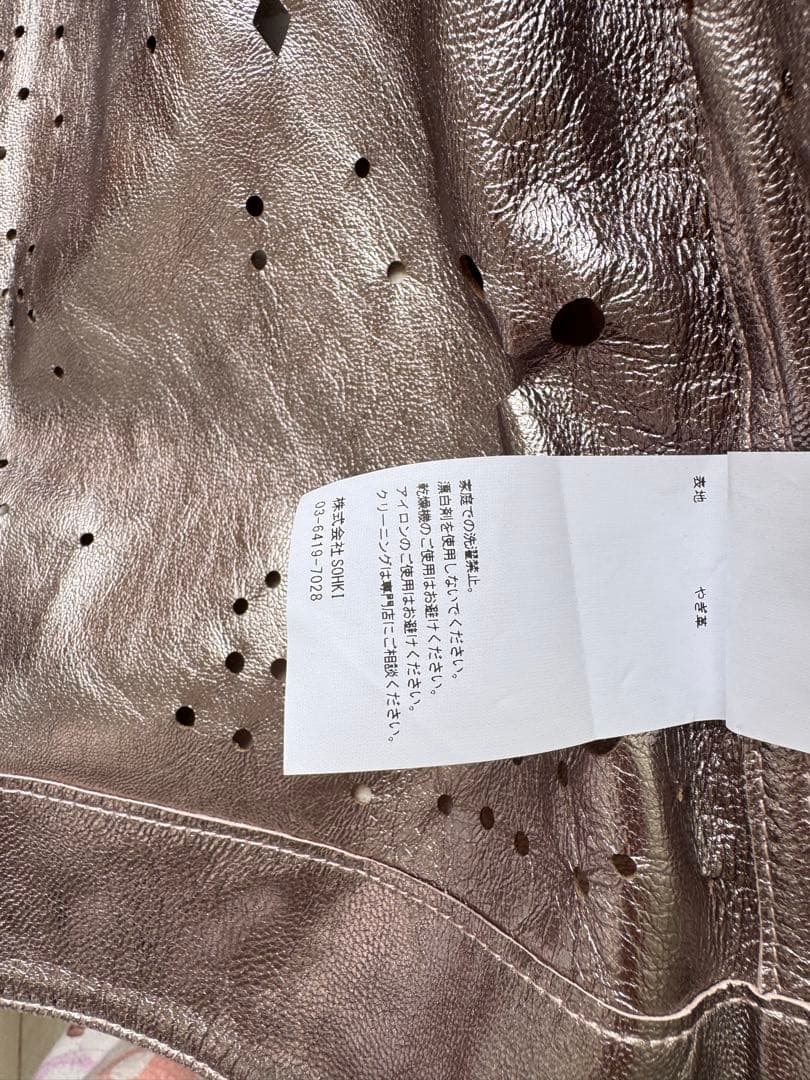 表地 やぎ革
家庭での洗濯禁止。
漂白剤を使用しないでください。
乾燥機のご使用はお避けください。
アイロンのご使用はお避けください。
クリーニングは専門店にご相談ください。
株式会社 SOHKI
03-6419-7028